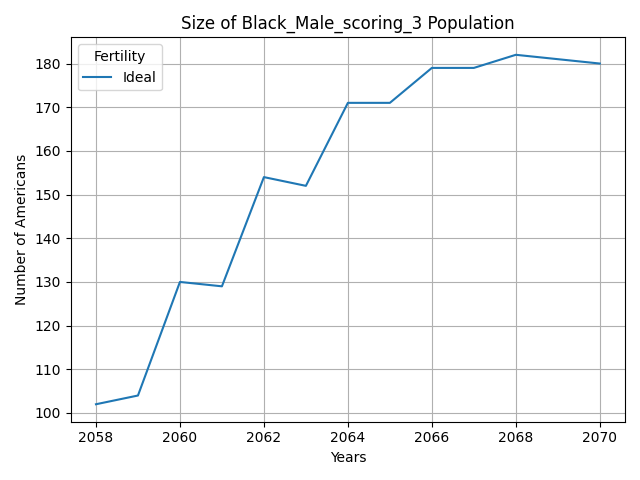 Size of Black_Male_scoring_3 Population
Fertility
Ideal
Number of Americans
180
170
160
150
140
130
120
110
100
2058 2060 2062 2064 2066 2068 2070
Years